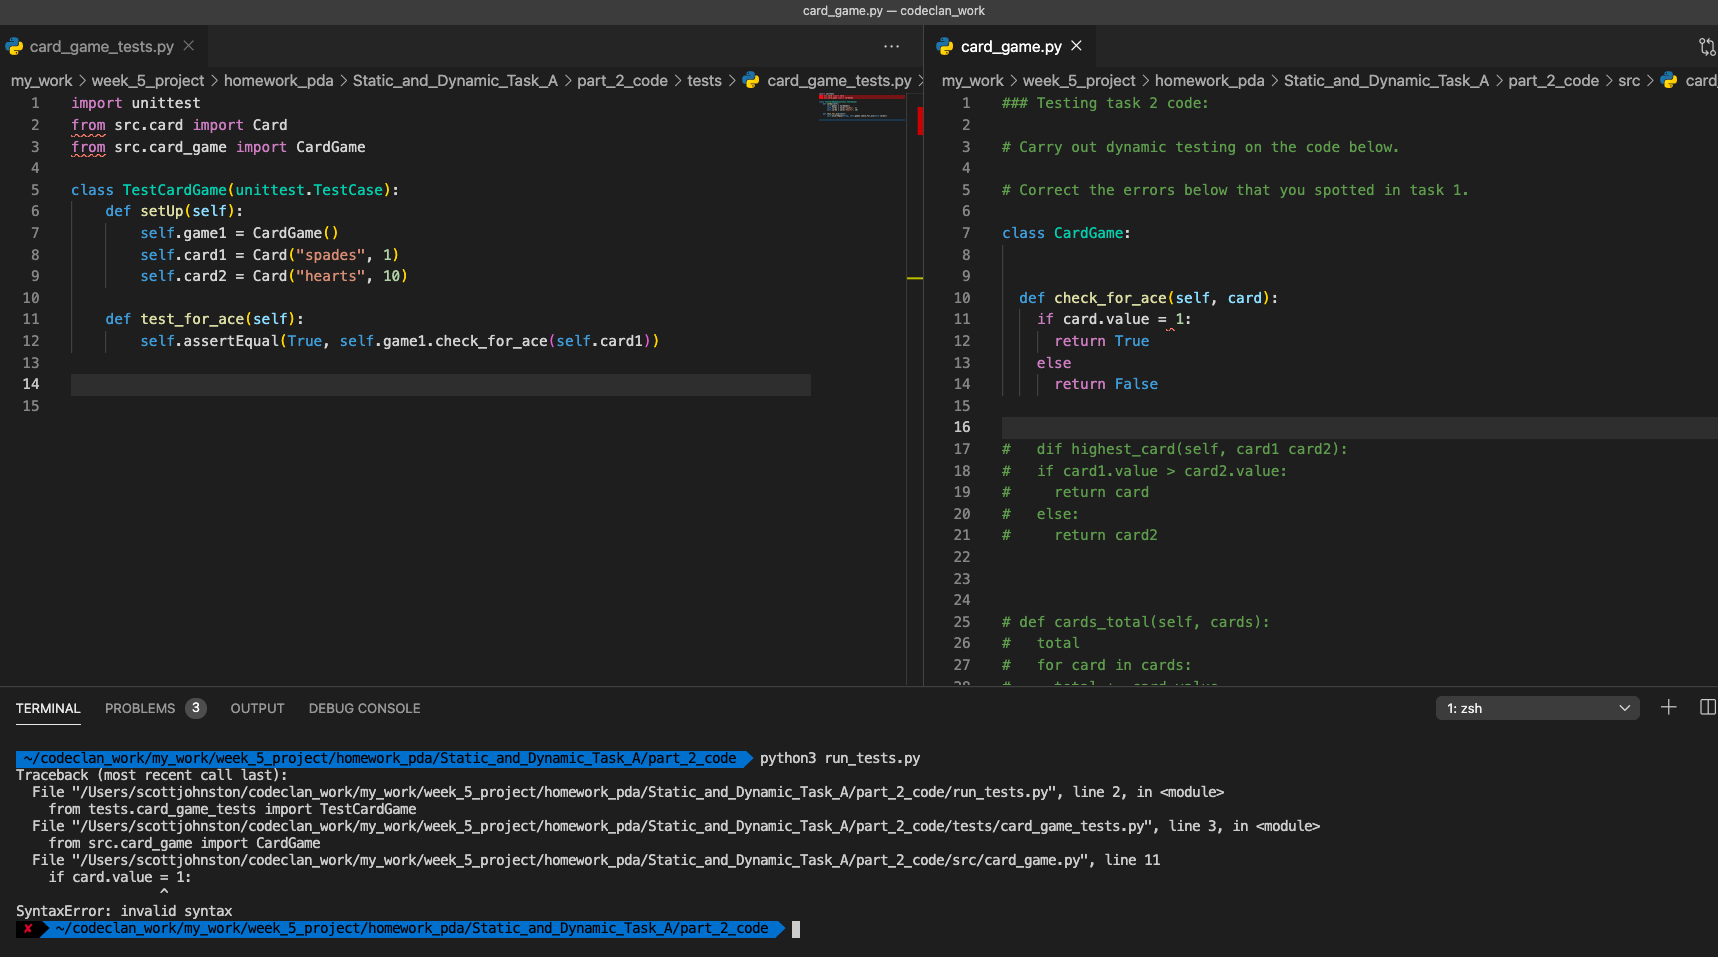 card_game.py — codeclan_work
card_game_tests.py
my_work > week_5_project > homework_pda > Static_and_Dynamic_Task_A > part_2_code > tests > card_game_tests.py >
1 import unittest
2 from src.card import Card
3 from src.card_game import CardGame
4
5 class TestCardGame(unittest.TestCase):
6     def setUp(self):
7         self.game1 = CardGame()
8         self.card1 = Card("spades", 1)
9         self.card2 = Card("hearts", 10)
10
11     def test_for_ace(self):
12         self.assertEqual(True, self.game1.check_for_ace(self.card1))
13
14
15
card_game.py
my_work > week_5_project > homework_pda > Static_and_Dynamic_Task_A > part_2_code > src > card
1 ### Testing task 2 code:
2
3 # Carry out dynamic testing on the code below.
4
5 # Correct the errors below that you spotted in task 1.
6
7 class CardGame:
8
9
10   def check_for_ace(self, card):
11     if card.value = 1:
12       return True
13     else
14       return False
15
16
17 #   dif highest_card(self, card1 card2):
18 #   if card1.value > card2.value:
19 #     return card
20 #   else:
21 #     return card2
22
23
24
25 # def cards_total(self, cards):
26 #   total
27 #   for card in cards:
TERMINAL PROBLEMS 3 OUTPUT DEBUG CONSOLE
1: zsh
~/codeclan_work/my_work/week_5_project/homework_pda/Static_and_Dynamic_Task_A/part_2_code python3 run_tests.py
Traceback (most recent call last):
  File "/Users/scottjohnston/codeclan_work/my_work/week_5_project/homework_pda/Static_and_Dynamic_Task_A/part_2_code/run_tests.py", line 2, in <module>
    from tests.card_game_tests import TestCardGame
  File "/Users/scottjohnston/codeclan_work/my_work/week_5_project/homework_pda/Static_and_Dynamic_Task_A/part_2_code/tests/card_game_tests.py", line 3, in <module>
    from src.card_game import CardGame
  File "/Users/scottjohnston/codeclan_work/my_work/week_5_project/homework_pda/Static_and_Dynamic_Task_A/part_2_code/src/card_game.py", line 11
    if card.value = 1:
                  ^
SyntaxError: invalid syntax
✘ ~/codeclan_work/my_work/week_5_project/homework_pda/Static_and_Dynamic_Task_A/part_2_code